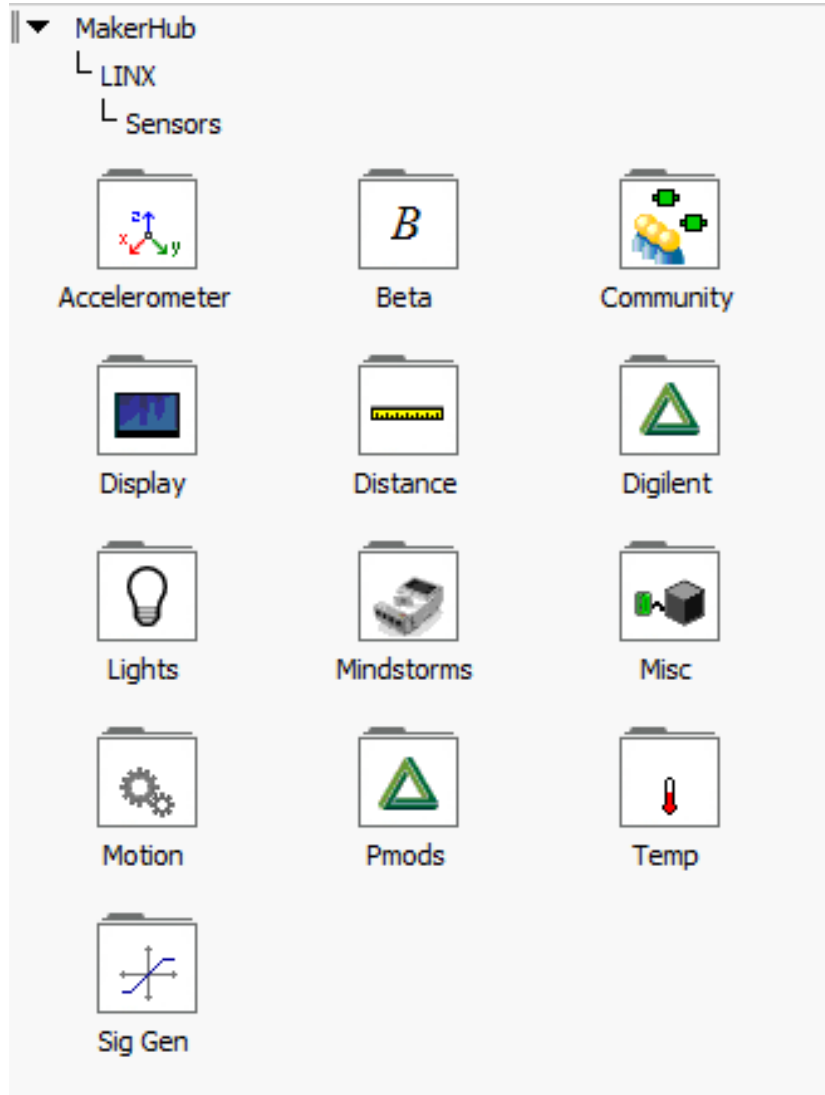 MakerHub
LINX
Sensors
z
x y
B
Accelerometer Beta Community
Display Distance Digilent
Lights Mindstorms Misc
Motion Pmods Temp
Sig Gen